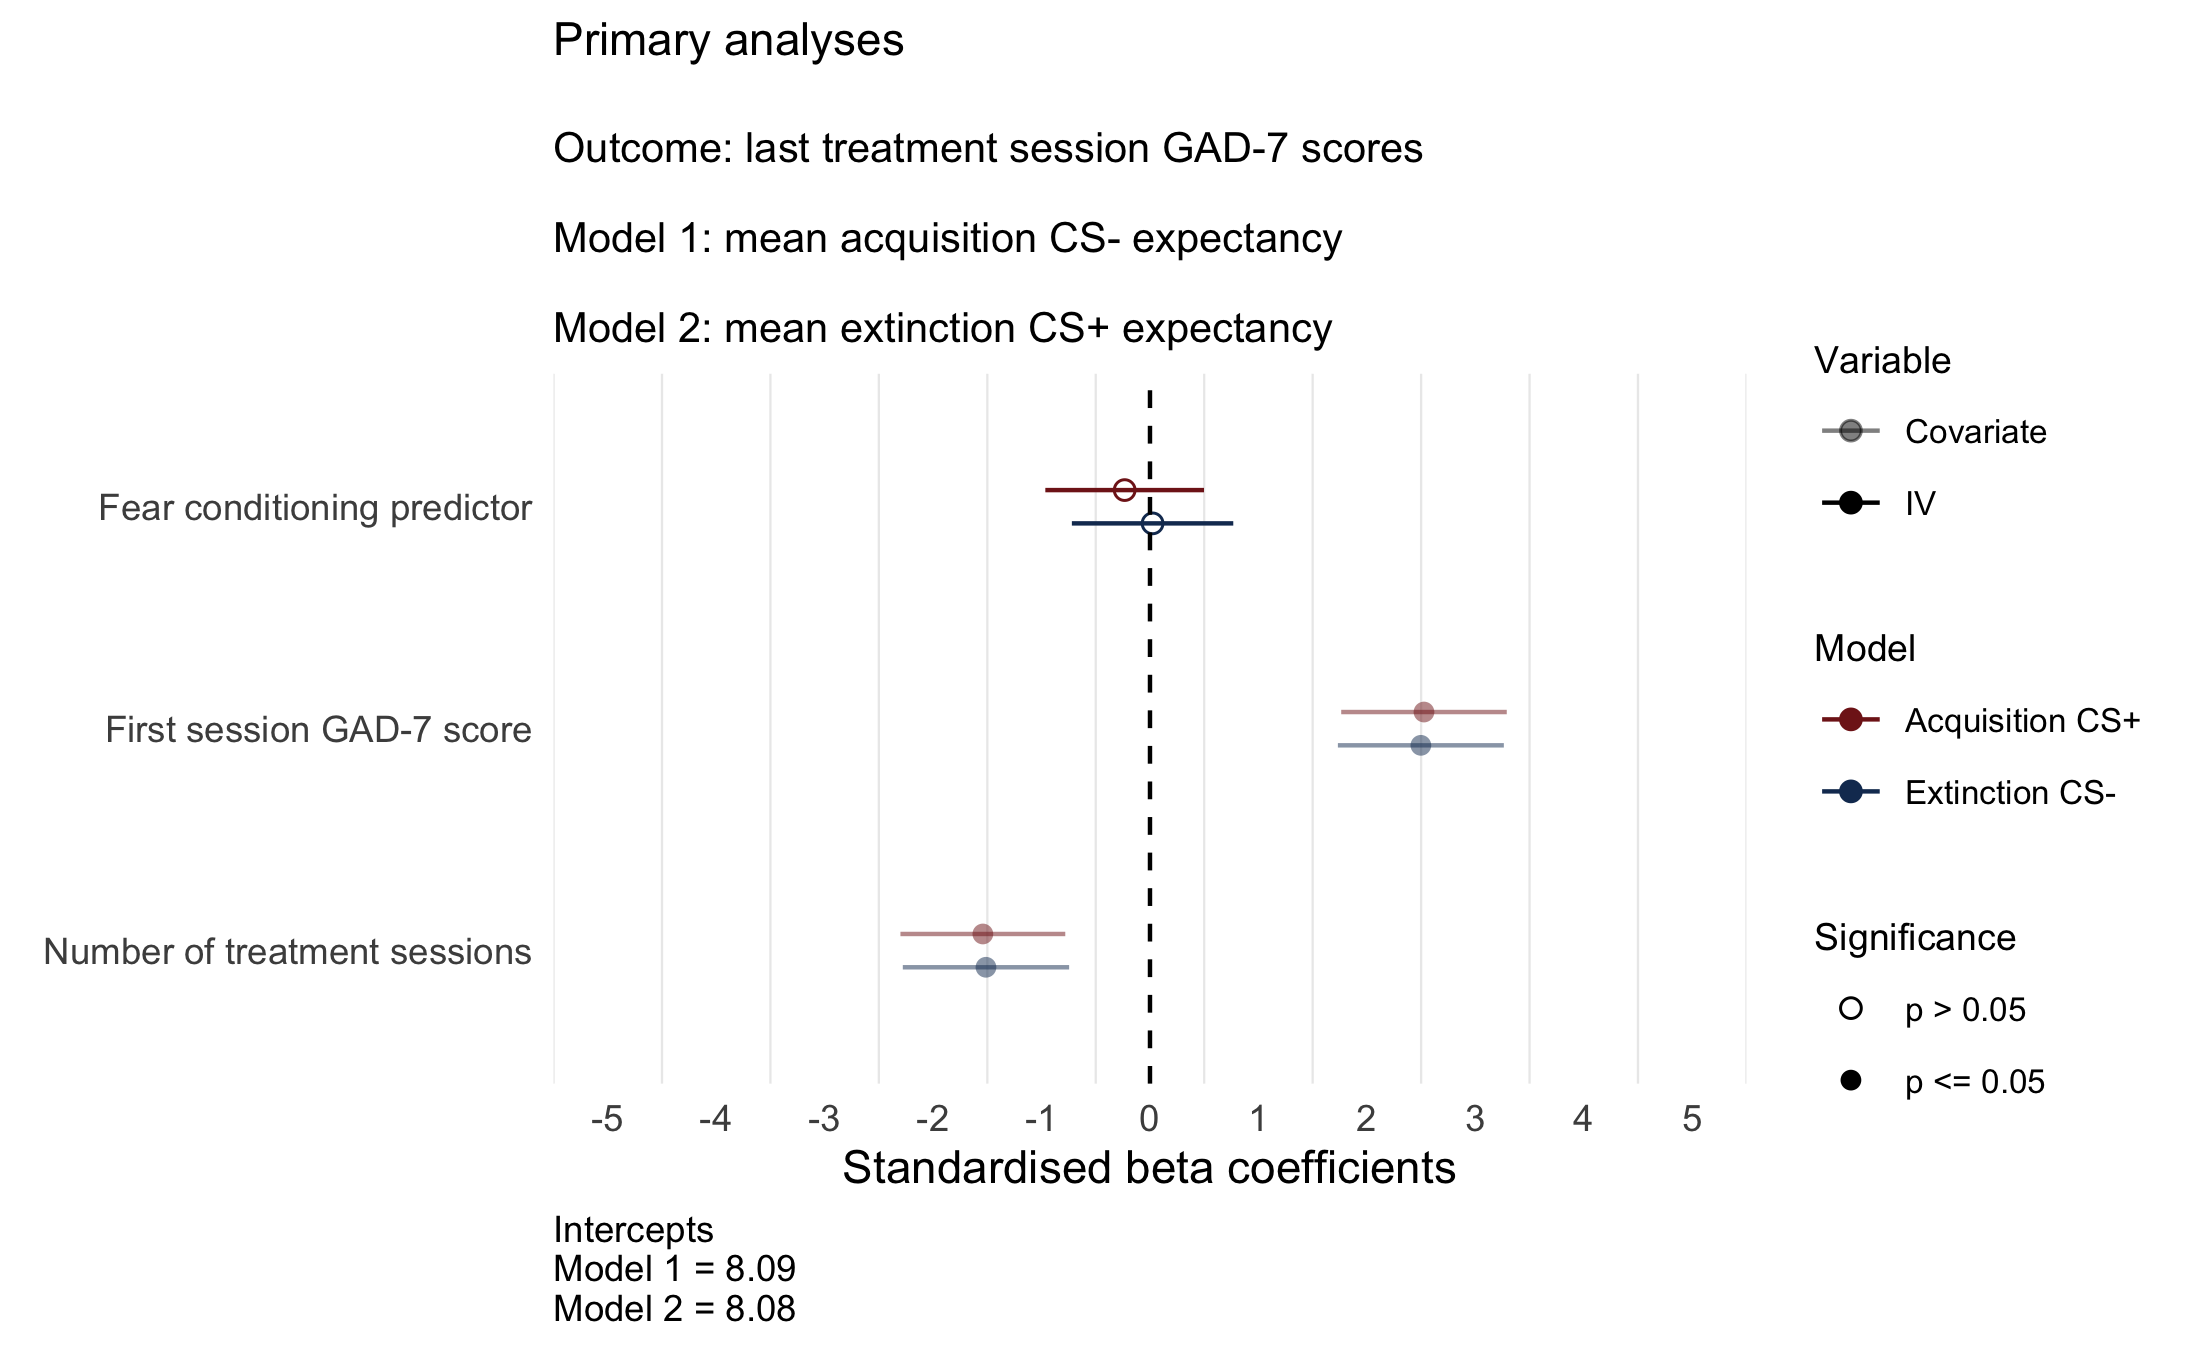 Primary analyses
Outcome: last treatment session GAD-7 scores
Model 1: mean acquisition CS- expectancy
Model 2: mean extinction CS+ expectancy
Fear conditioning predictor
First session GAD-7 score
Number of treatment sessions
-5 -4 -3 -2 -1 0 1 2 3 4 5
Standardised beta coefficients
Intercepts
Model 1 = 8.09
Model 2 = 8.08
Variable
Covariate
IV
Model
Acquisition CS+
Extinction CS-
Significance
p > 0.05
p <= 0.05